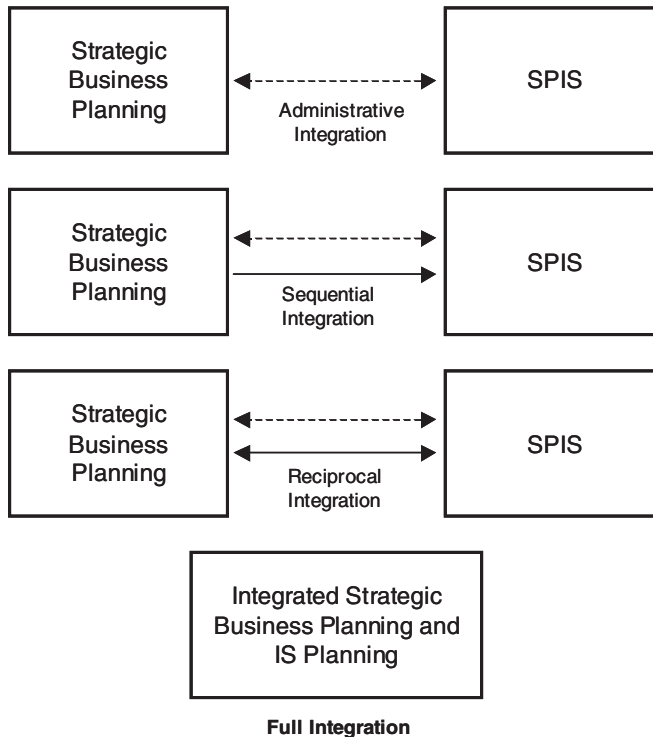 Strategic
Business
Planning
Administrative
Integration
SPIS
Strategic
Business
Planning
Sequential
Integration
SPIS
Strategic
Business
Planning
Reciprocal
Integration
SPIS
Integrated Strategic
Business Planning and
IS Planning
Full Integration